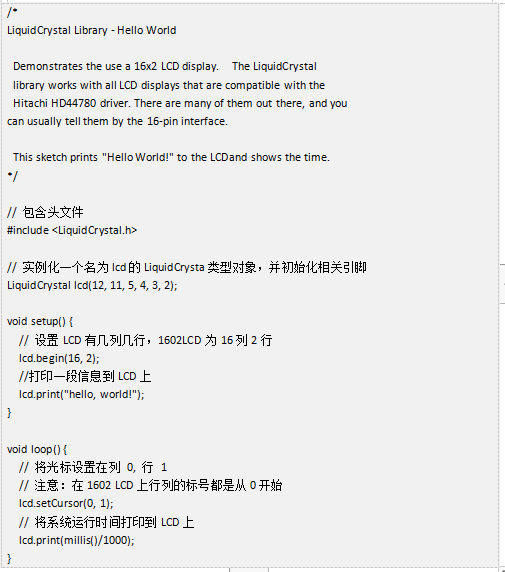 /*
LiquidCrystal Library - Hello World
Demonstrates the use a 16x2 LCD display.    The LiquidCrystal
library works with all LCD displays that are compatible with the
Hitachi HD44780 driver. There are many of them out there, and you
can usually tell them by the 16-pin interface.
This sketch prints "Hello World!" to the LCDand shows the time.
*/
// 包含头文件
#include <LiquidCrystal.h>
// 实例化一个名为 lcd 的 LiquidCrysta 类型对象，并初始化相关引脚
LiquidCrystal lcd(12, 11, 5, 4, 3, 2);
void setup() {
// 设置 LCD 有几列几行，1602LCD 为 16 列 2 行
lcd.begin(16, 2);
//打印一段信息到 LCD 上
lcd.print("hello, world!");
}
void loop() {
// 将光标设置在列  0, 行  1
// 注意：在 1602 LCD 上行列的标号都是从 0 开始
lcd.setCursor(0, 1);
// 将系统运行时间打印到 LCD 上
lcd.print(millis()/1000);
}